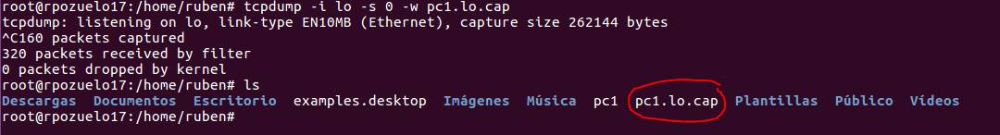 root@rpozuelo17:/home/ruben# tcpdump -i lo -s 0 -w pc1.lo.cap
tcpdump: listening on lo, link-type EN10MB (Ethernet), capture size 262144 bytes
^C160 packets captured
320 packets received by filter
0 packets dropped by kernel
root@rpozuelo17:/home/ruben# ls
Descargas  Documentos  Escritorio  examples.desktop  Imágenes  Música  pc1  pc1.lo.cap  Plantillas  Público  Vídeos
root@rpozuelo17:/home/ruben#